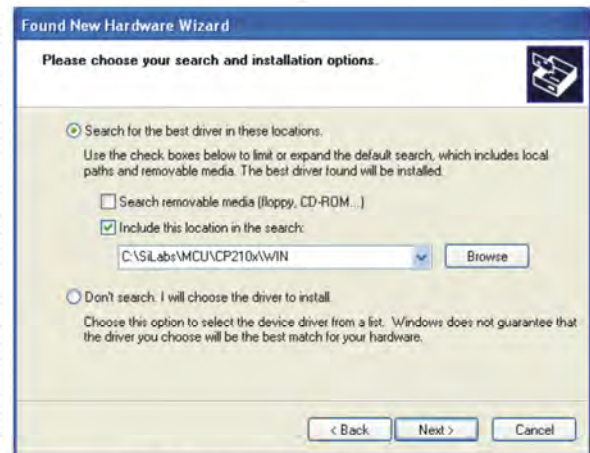 Found New Hardware Wizard
Please choose your search and installation options.
Search for the best driver in these locations.
Use the check boxes below to limit or expand the default search, which includes local
paths and removable media. The best driver found will be installed.
Search removable media (floppy, CD-ROM...)
Include this location in the search:
C:\SiLabs\MCU\CP210x\WIN
Browse
Don't search. I will choose the driver to install.
Choose this option to select the device driver from a list. Windows does not guarantee that
the driver you choose will be the best match for your hardware.
< Back
Next >
Cancel